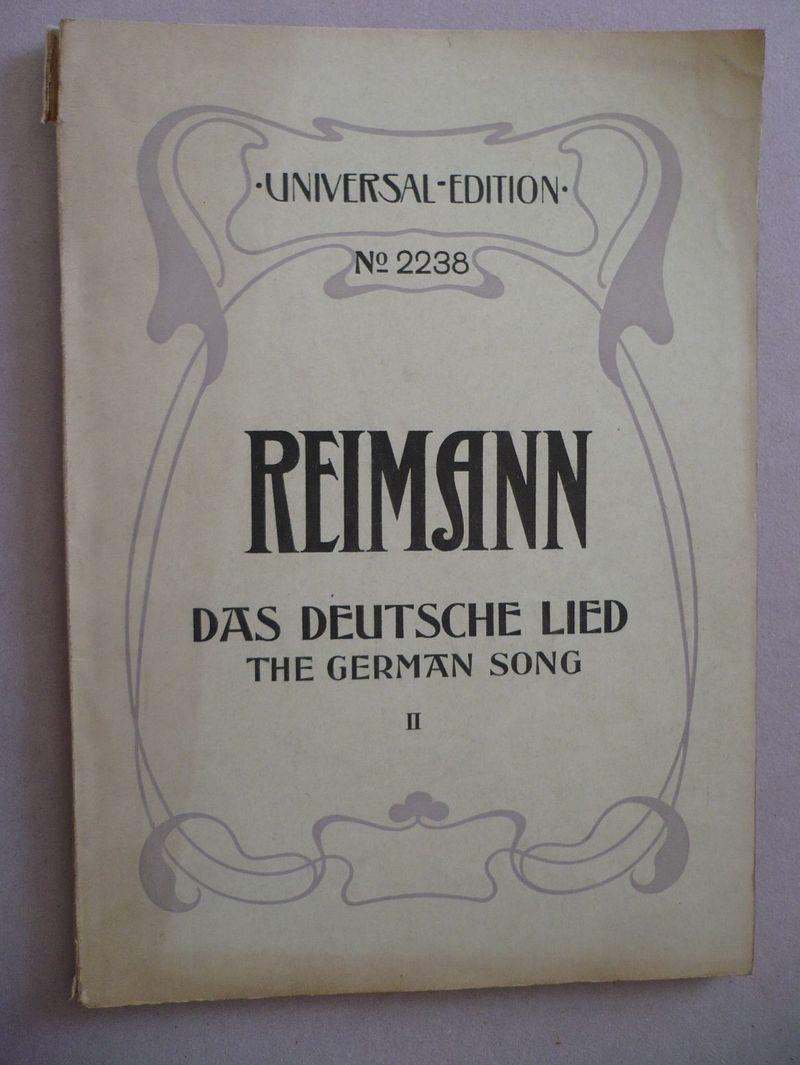 ·UNIVERSAL-EDITION·
Nº 2238
REIMANN
DAS DEUTSCHE LIED
THE GERMAN SONG
II